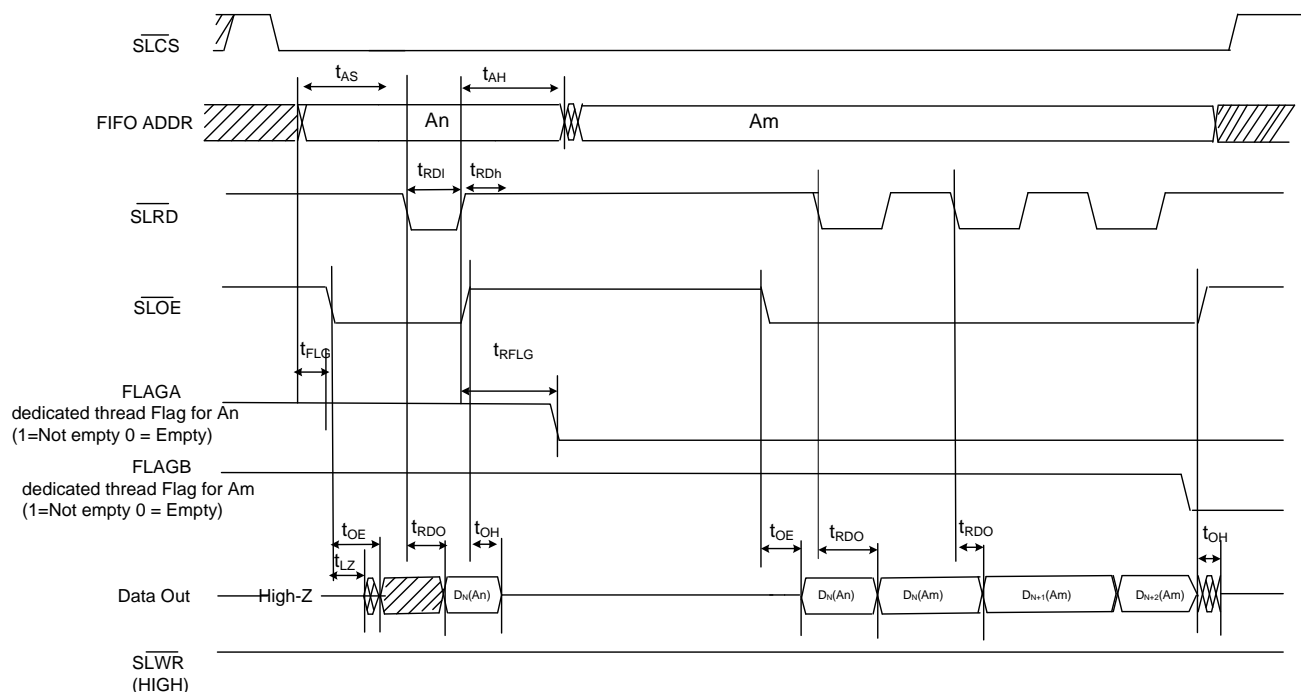 SLCS
tAS
tAH
FIFO ADDR
An
Am
tRDl
tRDh
SLRD
SLOE
tFLG
tRFLG
FLAGA
dedicated thread Flag for An
(1=Not empty 0 = Empty)
FLAGB
dedicated thread Flag for Am
(1=Not empty 0 = Empty)
tOE
tRDO
tOH
tOE
tRDO
tRDO
tOH
tLZ
Data Out
High-Z
DN(An)
DN(An)
DN(Am)
DN+1(Am)
DN+2(Am)
SLWR
(HIGH)